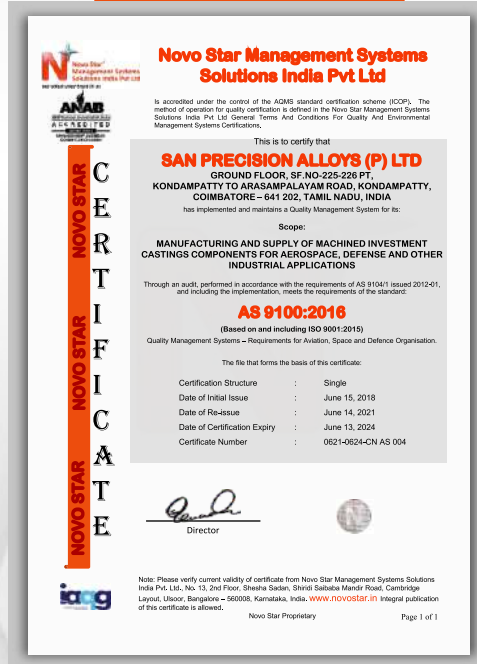 Novo Star
Management Systems
Solutions India Pvt Ltd
Novo Star Management Systems
Solutions India Pvt Ltd
ANAB
ACCREDITED
Is accredited under the control of the AQMS standard certification scheme (ICOP). The
method of operation for quality certification is defined in the Novo Star Management Systems
Solutions India Pvt Ltd General Terms And Conditions For Quality And Environmental
Management Systems Certifications.
This is to certify that
SAN PRECISION ALLOYS (P) LTD
GROUND FLOOR, SF.NO-225-226 PT,
KONDAMPATTY TO ARASAMPALAYAM ROAD, KONDAMPATTY,
COIMBATORE – 641 202, TAMIL NADU, INDIA
has implemented and maintains a Quality Management System for its:
Scope:
MANUFACTURING AND SUPPLY OF MACHINED INVESTMENT
CASTINGS COMPONENTS FOR AEROSPACE, DEFENSE AND OTHER
INDUSTRIAL APPLICATIONS
Through an audit, performed in accordance with the requirements of AS 9104/1 issued 2012-01,
and including the implementation, meets the requirements of the standard:
AS 9100:2016
(Based on and including ISO 9001:2015)
Quality Management Systems – Requirements for Aviation, Space and Defence Organisation.
The file that forms the basis of this certificate:
Certification Structure : Single
Date of Initial Issue : June 15, 2018
Date of Re-issue : June 14, 2021
Date of Certification Expiry : June 13, 2024
Certificate Number : 0621-0624-CN AS 004
NOVO STAR
NOVO STAR
NOVO STAR
CERTIFICATE
Director
iaqg
Note: Please verify current validity of certificate from Novo Star Management Systems Solutions
India Pvt. Ltd., No. 13, 2nd Floor, Shesha Sadan, Shiridi Saibaba Mandir Road, Cambridge
Layout, Ulsoor, Bangalore – 560008, Karnataka, India. www.novostar.in Integral publication
of this certificate is allowed.
Novo Star Proprietary
Page 1 of 1